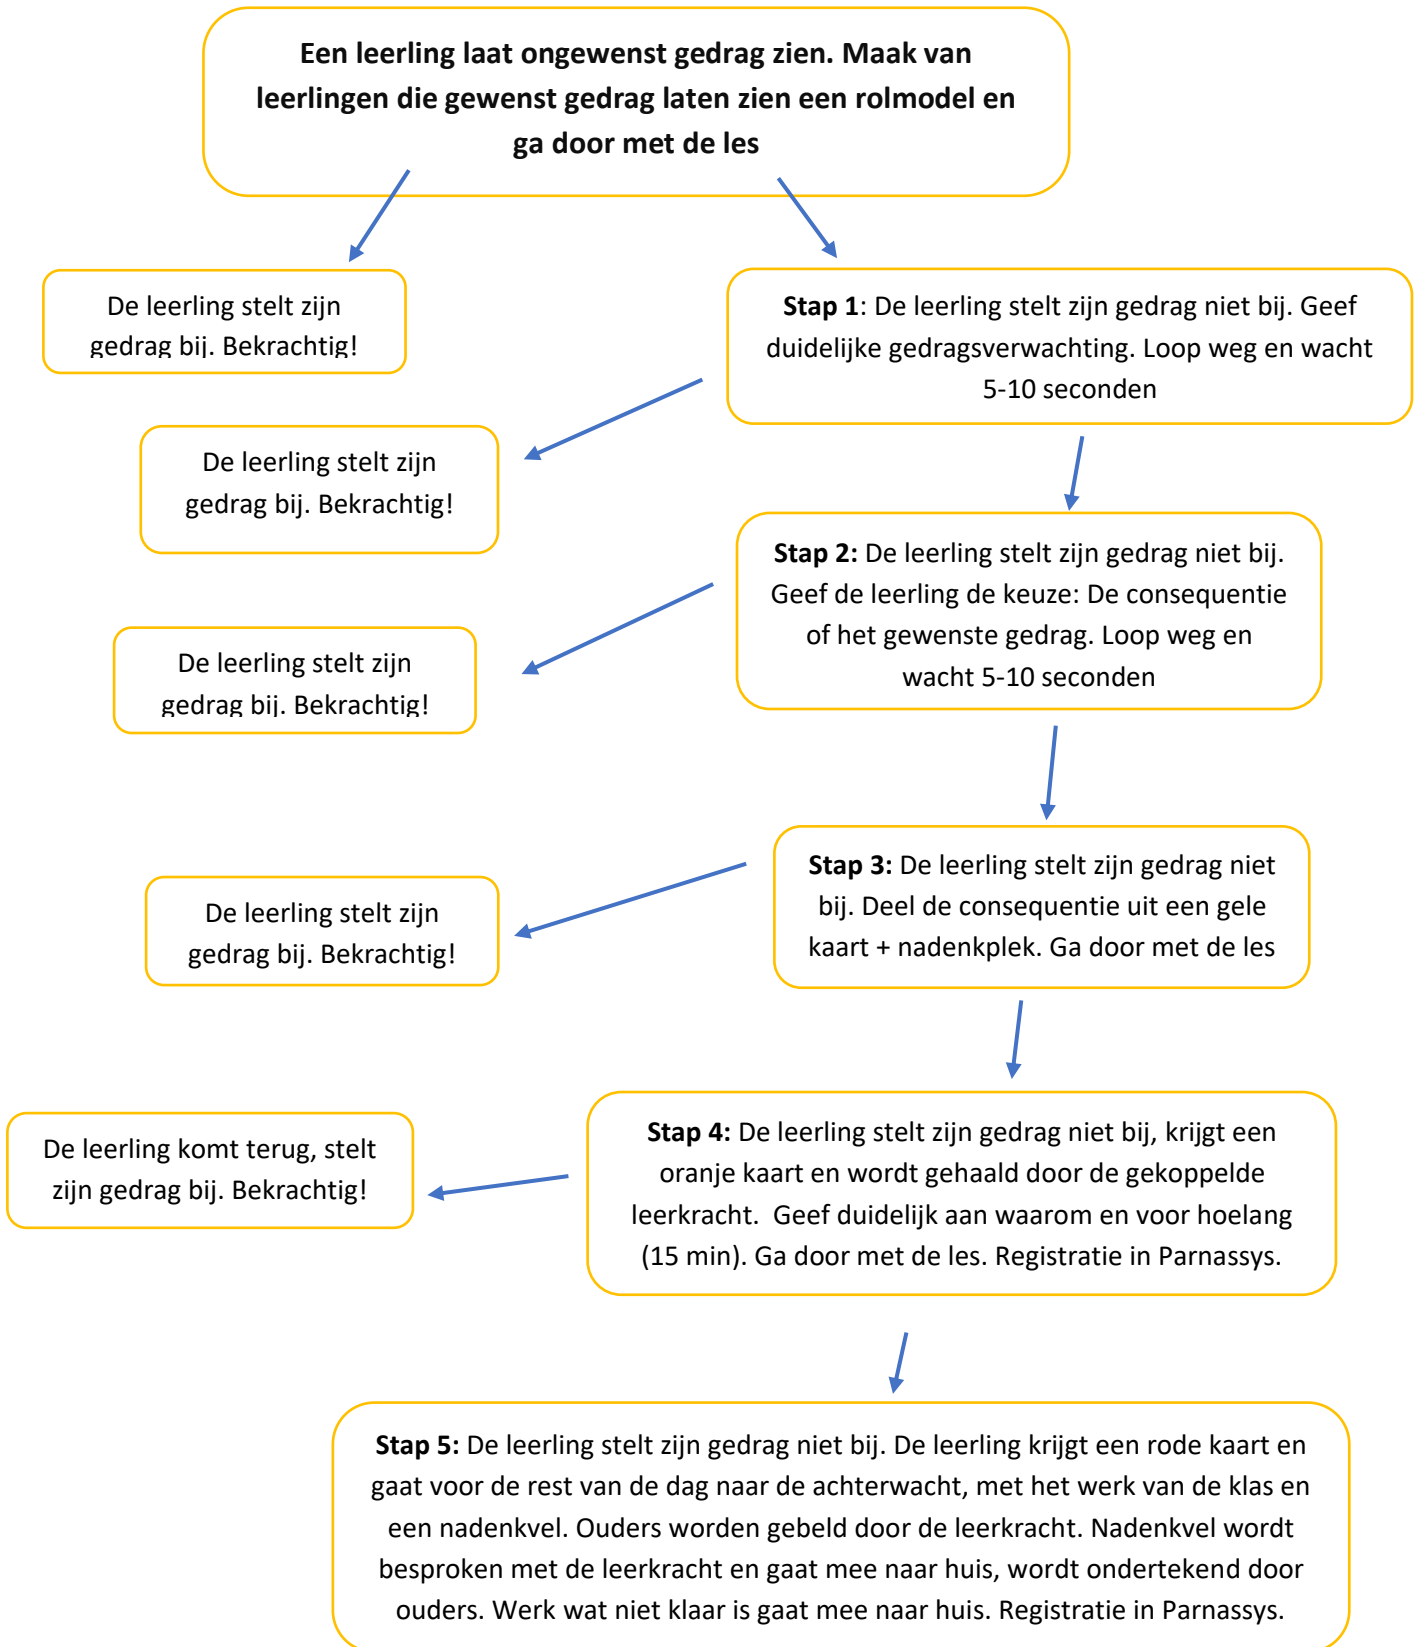 Een leerling laat ongewenst gedrag zien. Maak van
leerlingen die gewenst gedrag laten zien een rolmodel en
ga door met de les
De leerling stelt zijn
gedrag bij. Bekrachtig!
Stap 1: De leerling stelt zijn gedrag niet bij. Geef
duidelijke gedragsverwachting. Loop weg en wacht
5-10 seconden
De leerling stelt zijn
gedrag bij. Bekrachtig!
Stap 2: De leerling stelt zijn gedrag niet bij.
Geef de leerling de keuze: De consequentie
of het gewenste gedrag. Loop weg en
wacht 5-10 seconden
De leerling stelt zijn
gedrag bij. Bekrachtig!
Stap 3: De leerling stelt zijn gedrag niet
bij. Deel de consequentie uit een gele
kaart + nadenkplek. Ga door met de les
De leerling stelt zijn
gedrag bij. Bekrachtig!
Stap 4: De leerling stelt zijn gedrag niet bij, krijgt een
oranje kaart en wordt gehaald door de gekoppelde
leerkracht.  Geef duidelijk aan waarom en voor hoelang
(15 min). Ga door met de les. Registratie in Parnassys.
De leerling komt terug, stelt
zijn gedrag bij. Bekrachtig!
Stap 5: De leerling stelt zijn gedrag niet bij. De leerling krijgt een rode kaart en
gaat voor de rest van de dag naar de achterwacht, met het werk van de klas en
een nadenkvel. Ouders worden gebeld door de leerkracht. Nadenkvel wordt
besproken met de leerkracht en gaat mee naar huis, wordt ondertekend door
ouders. Werk wat niet klaar is gaat mee naar huis. Registratie in Parnassys.